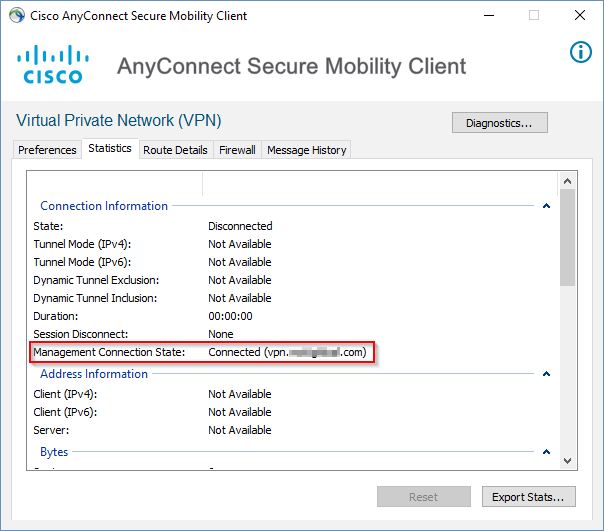 Cisco AnyConnect Secure Mobility Client
CISCO
AnyConnect Secure Mobility Client
Virtual Private Network (VPN)
Diagnostics...
Preferences Statistics Route Details Firewall Message History
Connection Information
State: Disconnected
Tunnel Mode (IPv4): Not Available
Tunnel Mode (IPv6): Not Available
Dynamic Tunnel Exclusion: Not Available
Dynamic Tunnel Inclusion: Not Available
Duration: 00:00:00
Session Disconnect: None
Management Connection State: Connected (vpn. .com)
Address Information
Client (IPv4): Not Available
Client (IPv6): Not Available
Server: Not Available
Bytes
Reset Export Stats...